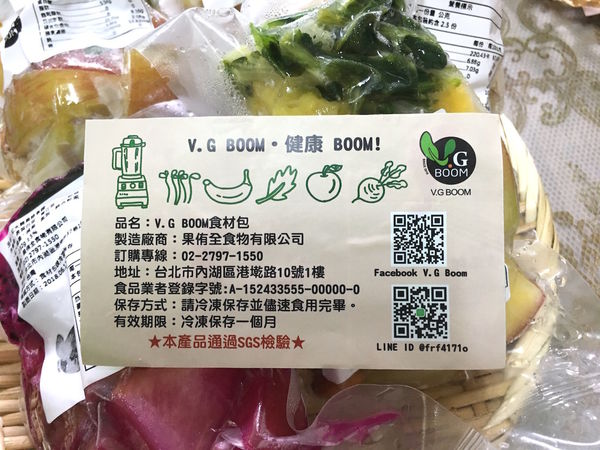 V.G BOOM・健康 BOOM!
V.G
BOOM
V.G BOOM
品名：V.G BOOM食材包
製造廠商：果侑全食物有限公司
訂購專線：02-2797-1550
地址：台北市內湖區港墘路10號1樓
食品業者登錄字號:A-152433555-00000-0
保存方式：請冷凍保存並儘速食用完畢。
有效期限：冷凍保存一個月
★本產品通過SGS檢驗★
Facebook V.G Boom
LINE ID @frf4171o
營養標示